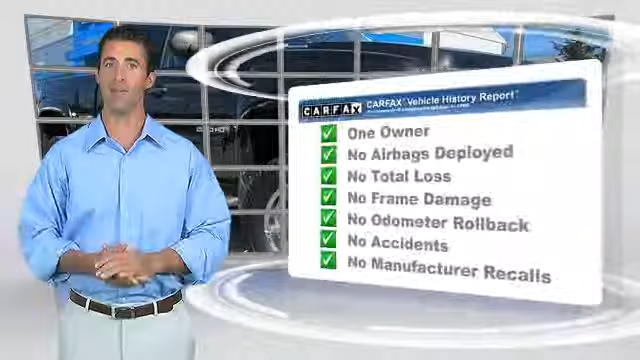 CARFAX CARFAX Vehicle History Report™
One Owner
No Airbags Deployed
No Total Loss
No Frame Damage
No Odometer Rollback
No Accidents
No Manufacturer Recalls